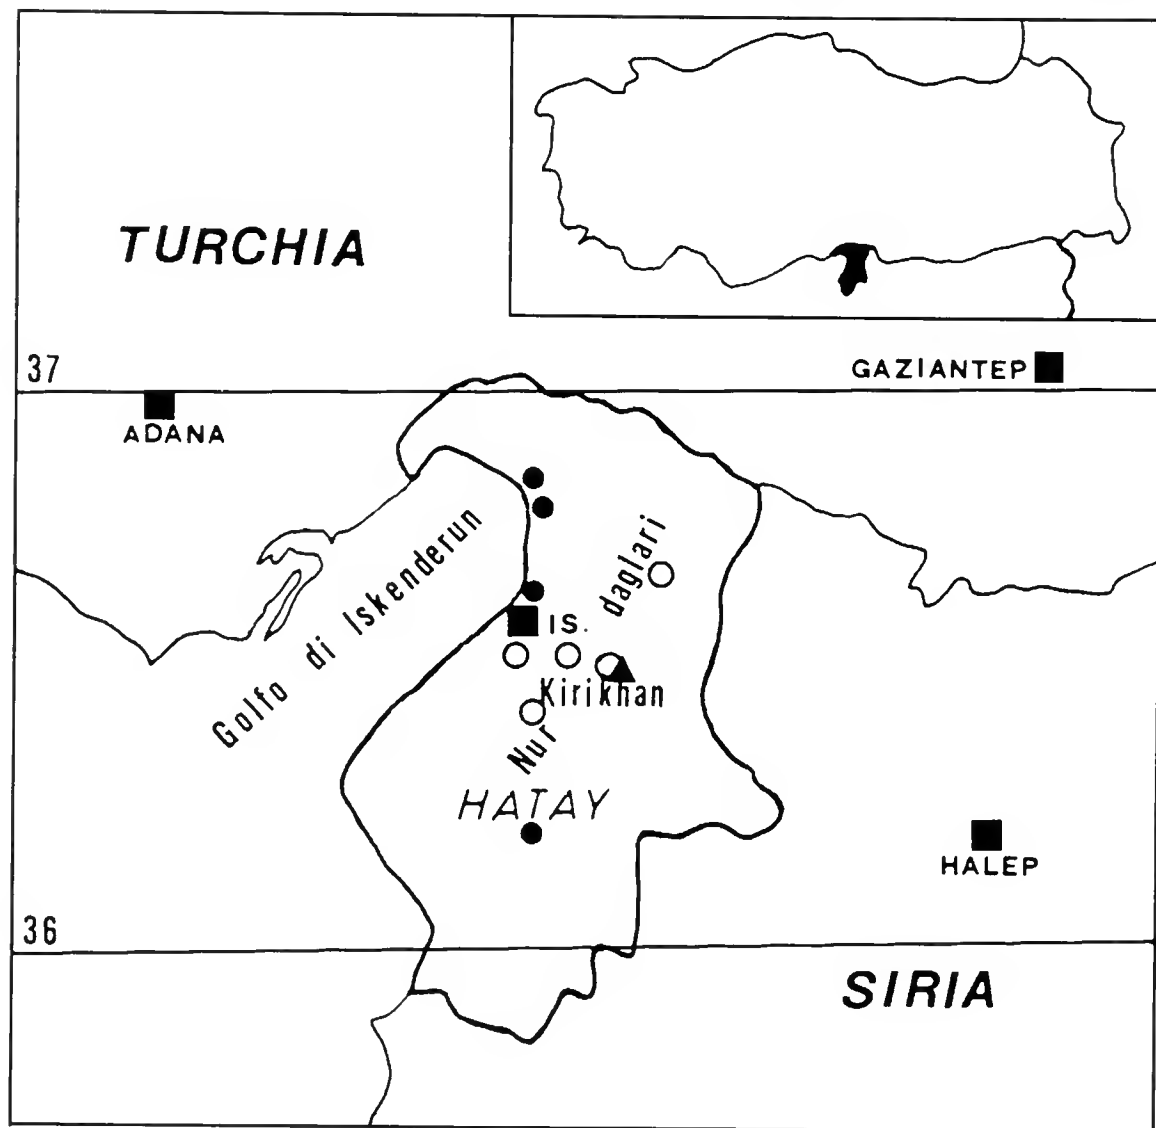 TURCHIA
37
GAZIANTEP
ADANA
Golfo di Iskenderun
Nur daglari
IS.
Kirikhan
HATAY
HALEP
36
SIRIA